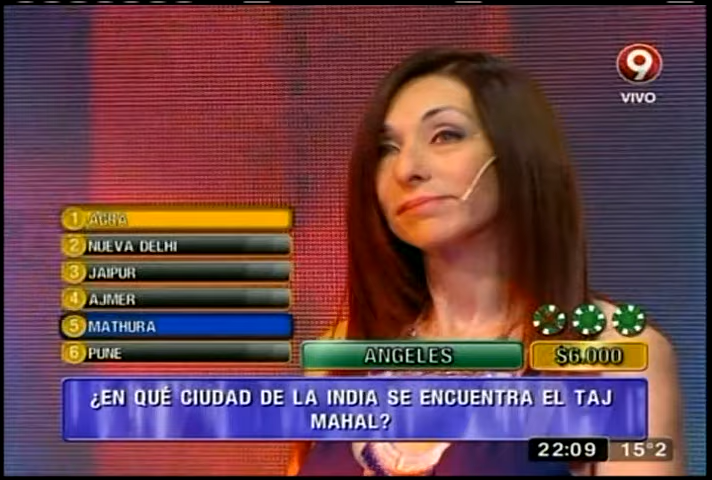 9
VIVO
1 AGRA
2 NUEVA DELHI
3 JAIPUR
4 AJMER
5 MATHURA
6 PUNE
ANGELES
$6.000
¿EN QUÉ CIUDAD DE LA INDIA SE ENCUENTRA EL TAJ
MAHAL?
22:09 15°2